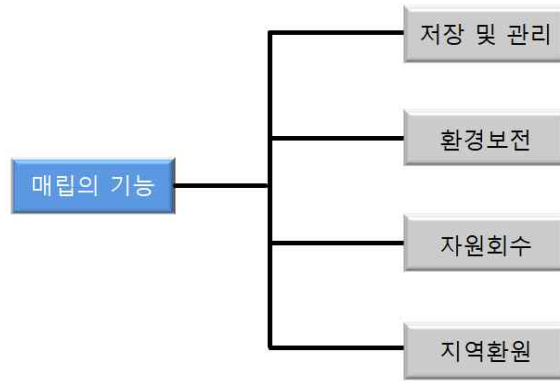 저장 및 관리
환경보전
매립의 기능
자원회수
지역환원